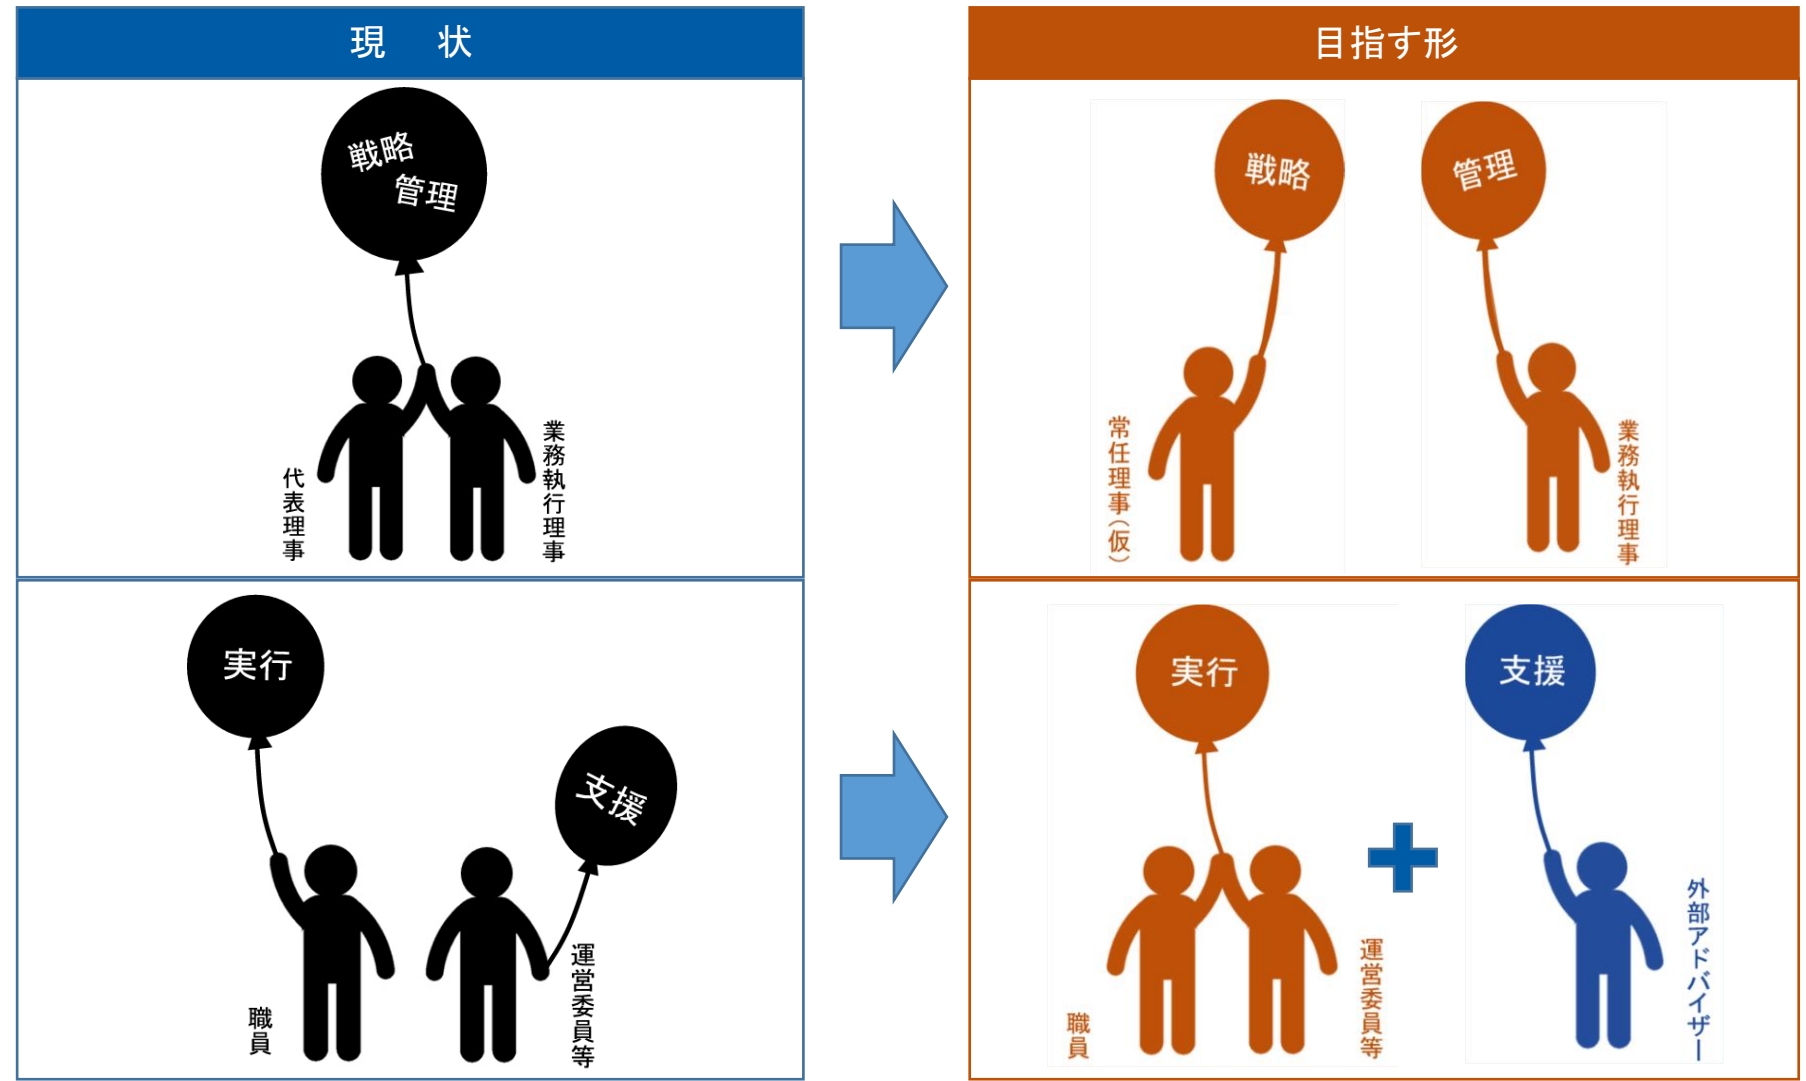 現　状
目指す形
戦略
管理
代表理事
業務執行理事
戦略
管理
常任理事（仮）
業務執行理事
実行
支援
職員
運営委員等
実行
支援
職員
運営委員等
外部アドバイザー